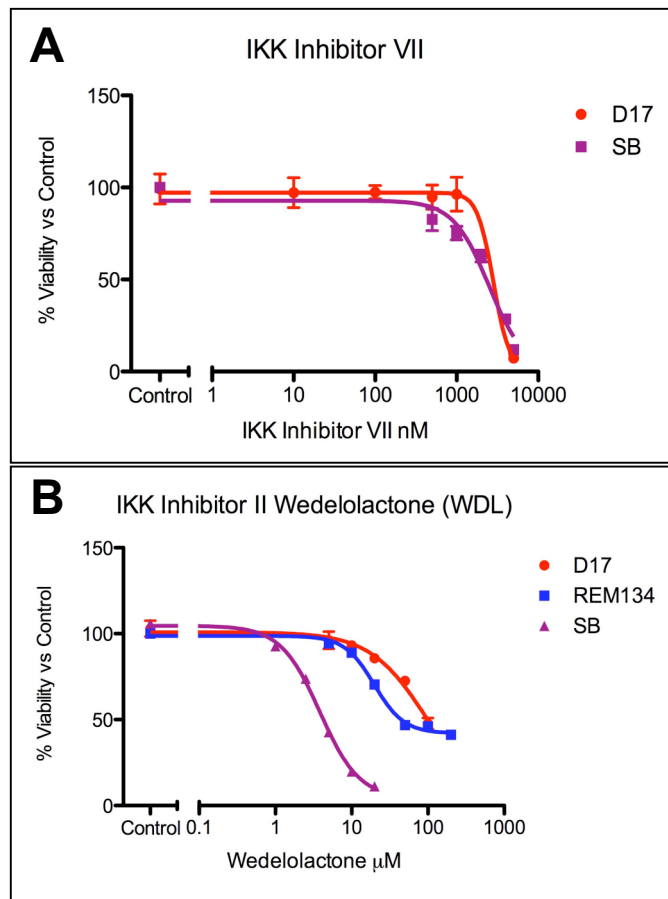 A
IKK Inhibitor VII
150
100
50
0
% Viability vs Control
D17
SB
Control
1
10
100
1000
10000
IKK Inhibitor VII nM
B
IKK Inhibitor II Wedelolactone (WDL)
150
100
50
0
% Viability vs Control
D17
REM134
SB
Control
0.1
1
10
100
1000
Wedelolactone μM